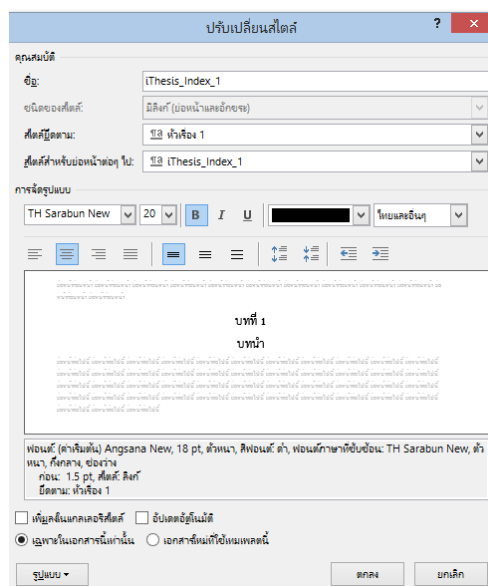 ปรับเปลี่ยนสไตล์
?
คุณสมบัติ
ชื่อ: iThesis_Index_1
ชนิดของสไตล์: มีลิงก์ (ย่อหน้าและอักขระ)
สไตล์ยึดตาม: หัวเรื่อง 1
สไตล์สำหรับย่อหน้าต่อๆ ไป: iThesis_Index_1
การจัดรูปแบบ
TH Sarabun New 20 B I U ไทยและอื่นๆ
บทที่ 1
บทนำ
ฟอนต์: (ค่าเริ่มต้น) Angsana New, 18 pt, ตัวหนา, สีฟอนต์: ดำ, ฟอนต์ภาษาที่ซับซ้อน: TH Sarabun New, ตัว
หนา, กึ่งกลาง, ช่องว่าง
ก่อน: 1.5 pt, สไตล์: ลิงก์
ยึดตาม: หัวเรื่อง 1
เพิ่มลงในแกลเลอรีสไตล์ อัปเดตอัตโนมัติ
เฉพาะในเอกสารนี้เท่านั้น เอกสารใหม่ที่ใช้เทมเพลตนี้
รูปแบบ ตกลง ยกเลิก